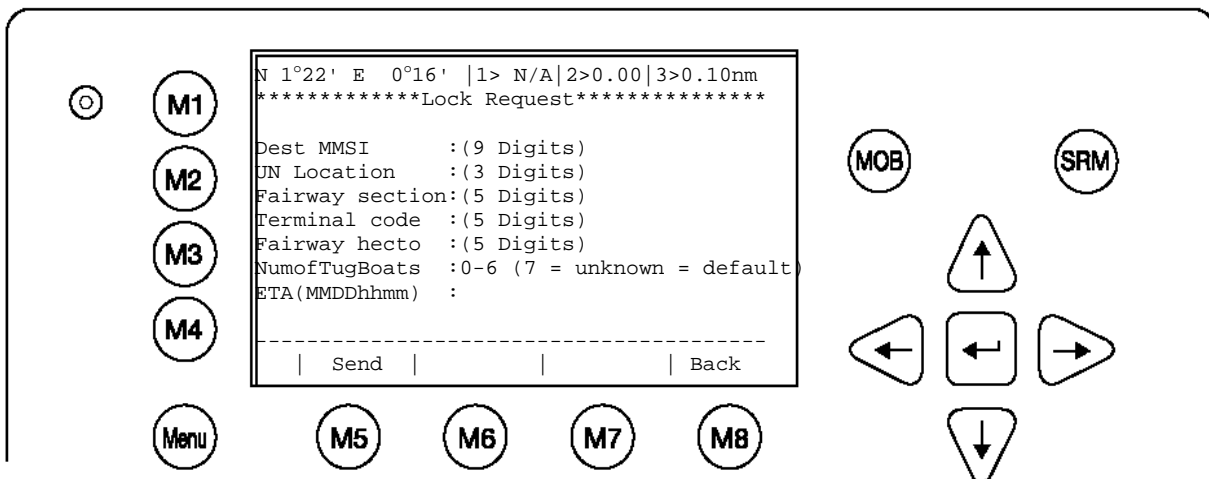 N 1°22' E 0°16' |1> N/A|2>0.00|3>0.10nm
*************Lock Request***************
Dest MMSI :(9 Digits)
UN Location :(3 Digits)
Fairway section:(5 Digits)
Terminal code :(5 Digits)
Fairway hecto :(5 Digits)
NumofTugBoats :0-6 (7 = unknown = default)
ETA(MMDDhhmm) :
----------------------------------------
| Send | | | Back
M1
M2
M3
M4
Menu
M5
M6
M7
M8
MOB
SRM